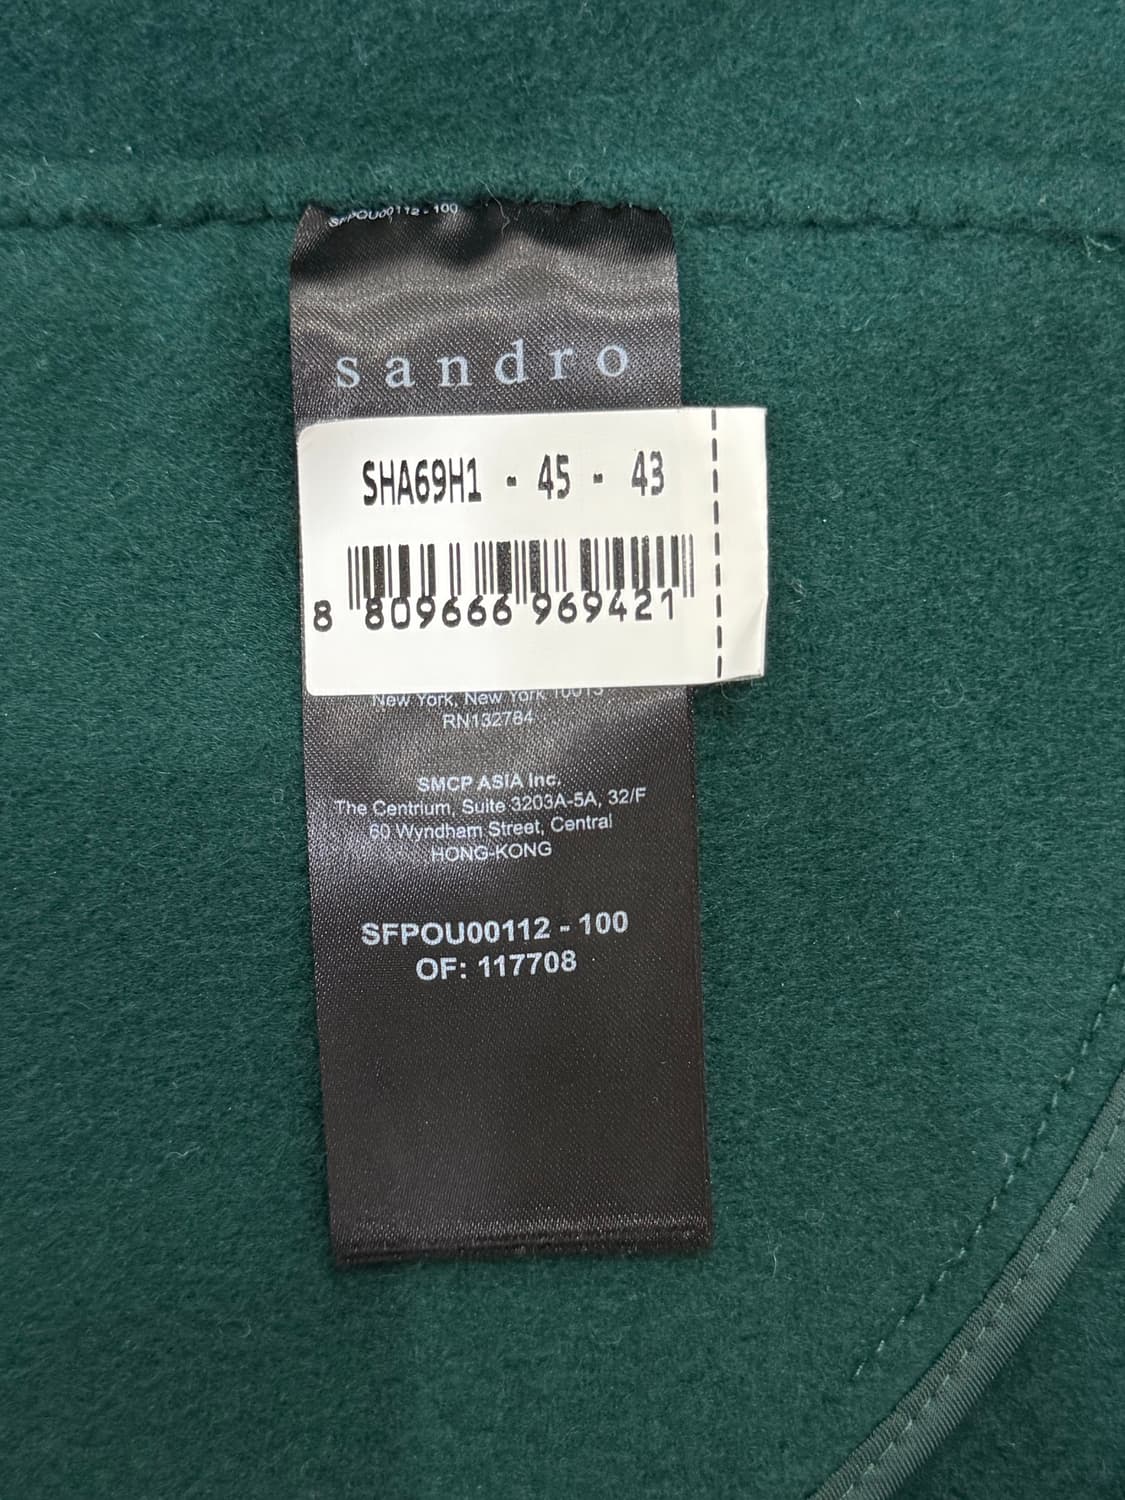 SFPOU00112 - 100
sandro
SHA69H1 - 45 - 43
8 809666 969421
New York, New York 10013
RN132784
SMCP ASIA Inc.
The Centrium, Suite 3203A-5A, 32/F
60 Wyndham Street, Central
HONG-KONG
SFPOU00112 - 100
OF: 117708